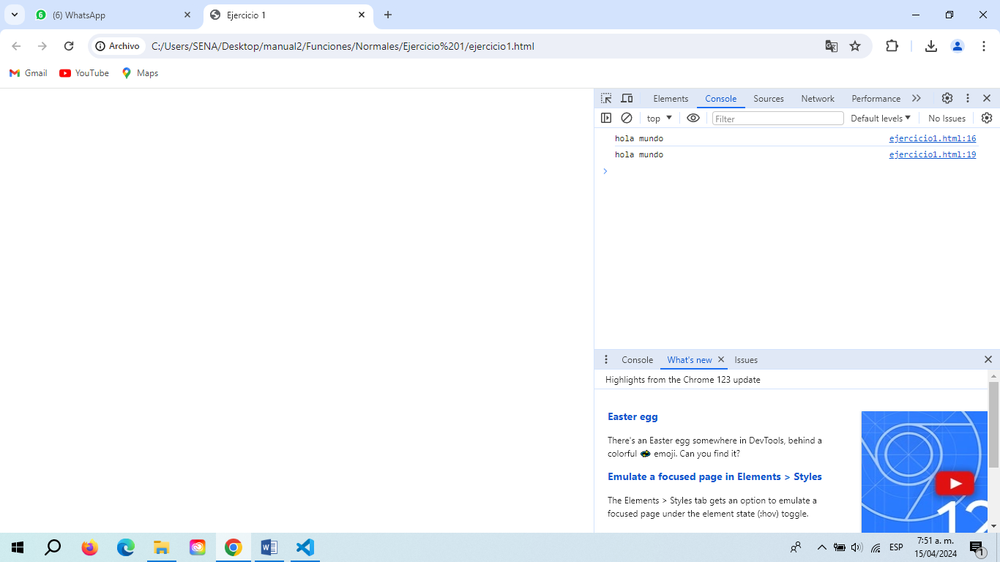 (6) WhatsApp
Ejercicio 1
Archivo
C:/Users/SENA/Desktop/manual2/Funciones/Normales/Ejercicio%201/ejercicio1.html
Gmail
YouTube
Maps
Elements Console Sources Network Performance
top Filter Default levels No Issues
hola mundo ejercicio1.html:16
hola mundo ejercicio1.html:19
Console What's new Issues
Highlights from the Chrome 123 update
Easter egg
There's an Easter egg somewhere in DevTools, behind a
colorful emoji. Can you find it?
Emulate a focused page in Elements > Styles
The Elements > Styles tab gets an option to emulate a
focused page under the element state (:hov) toggle.
12
ESP
7:51 a. m.
15/04/2024
1